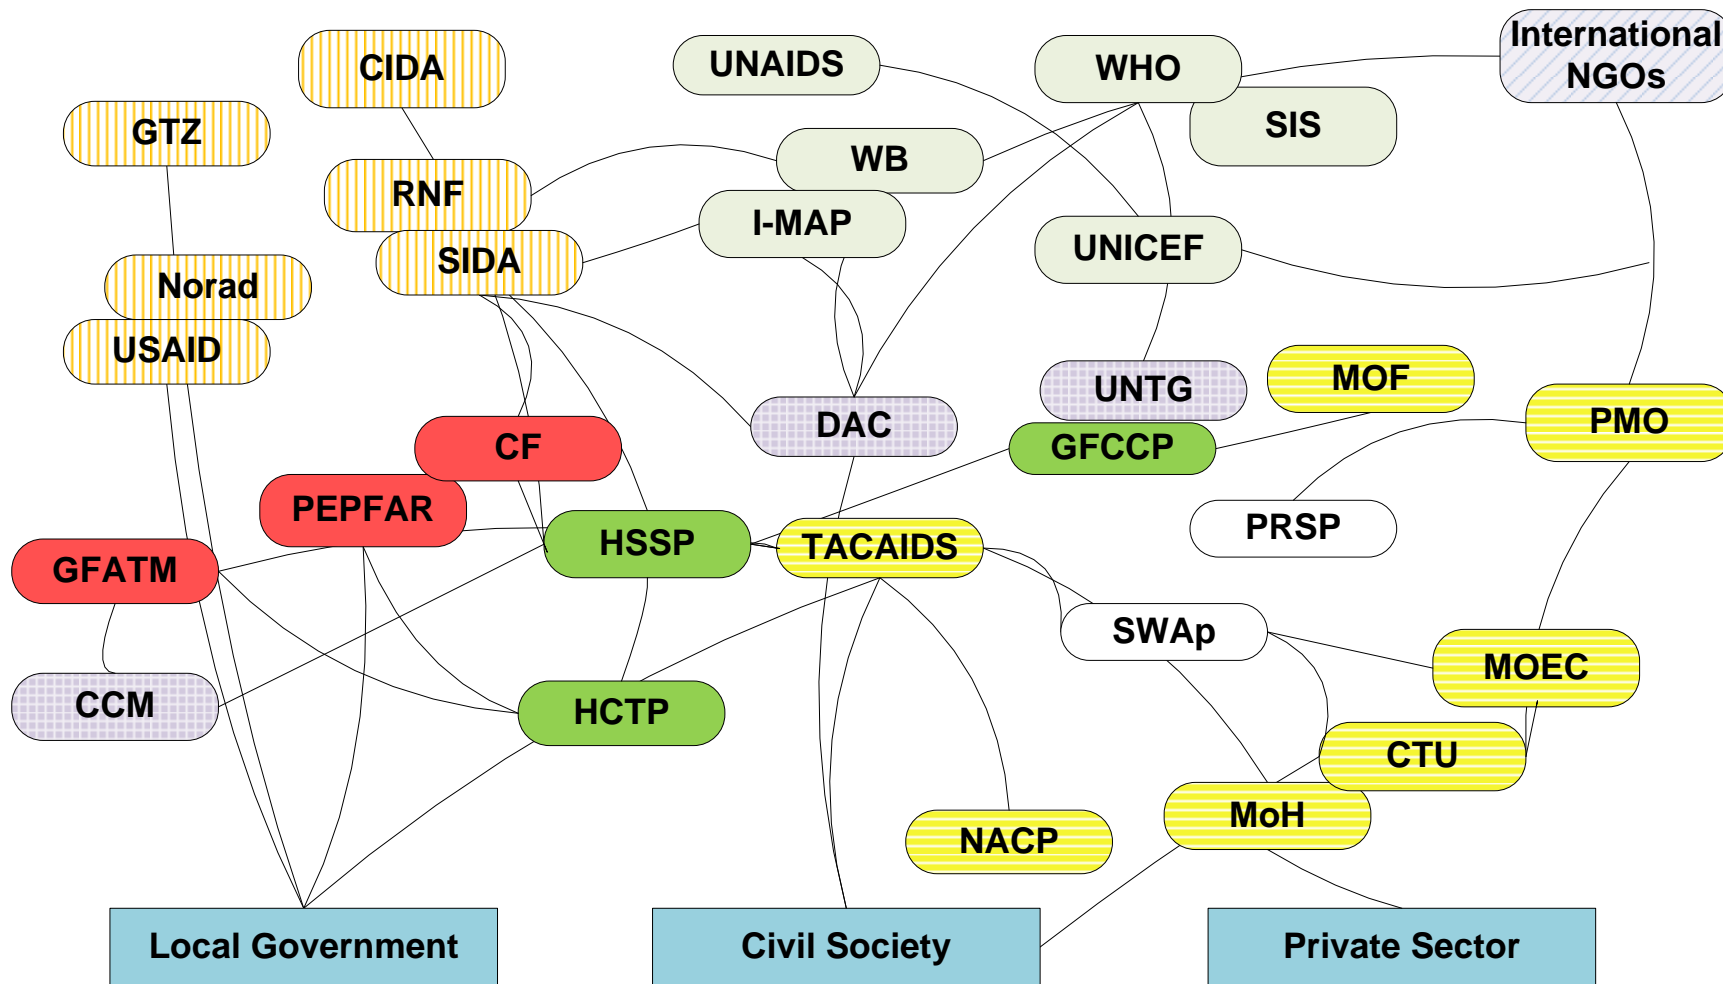 International
NGOs
CIDA
UNAIDS
WHO
GTZ
SIS
WB
RNF
I-MAP
UNICEF
SIDA
Norad
USAID
UNTG
MOF
DAC
PMO
CF
GFCCP
PEPFAR
PRSP
HSSP
TACAIDS
GFATM
SWAp
MOEC
CCM
HCTP
CTU
MoH
NACP
Local Government
Civil Society
Private Sector